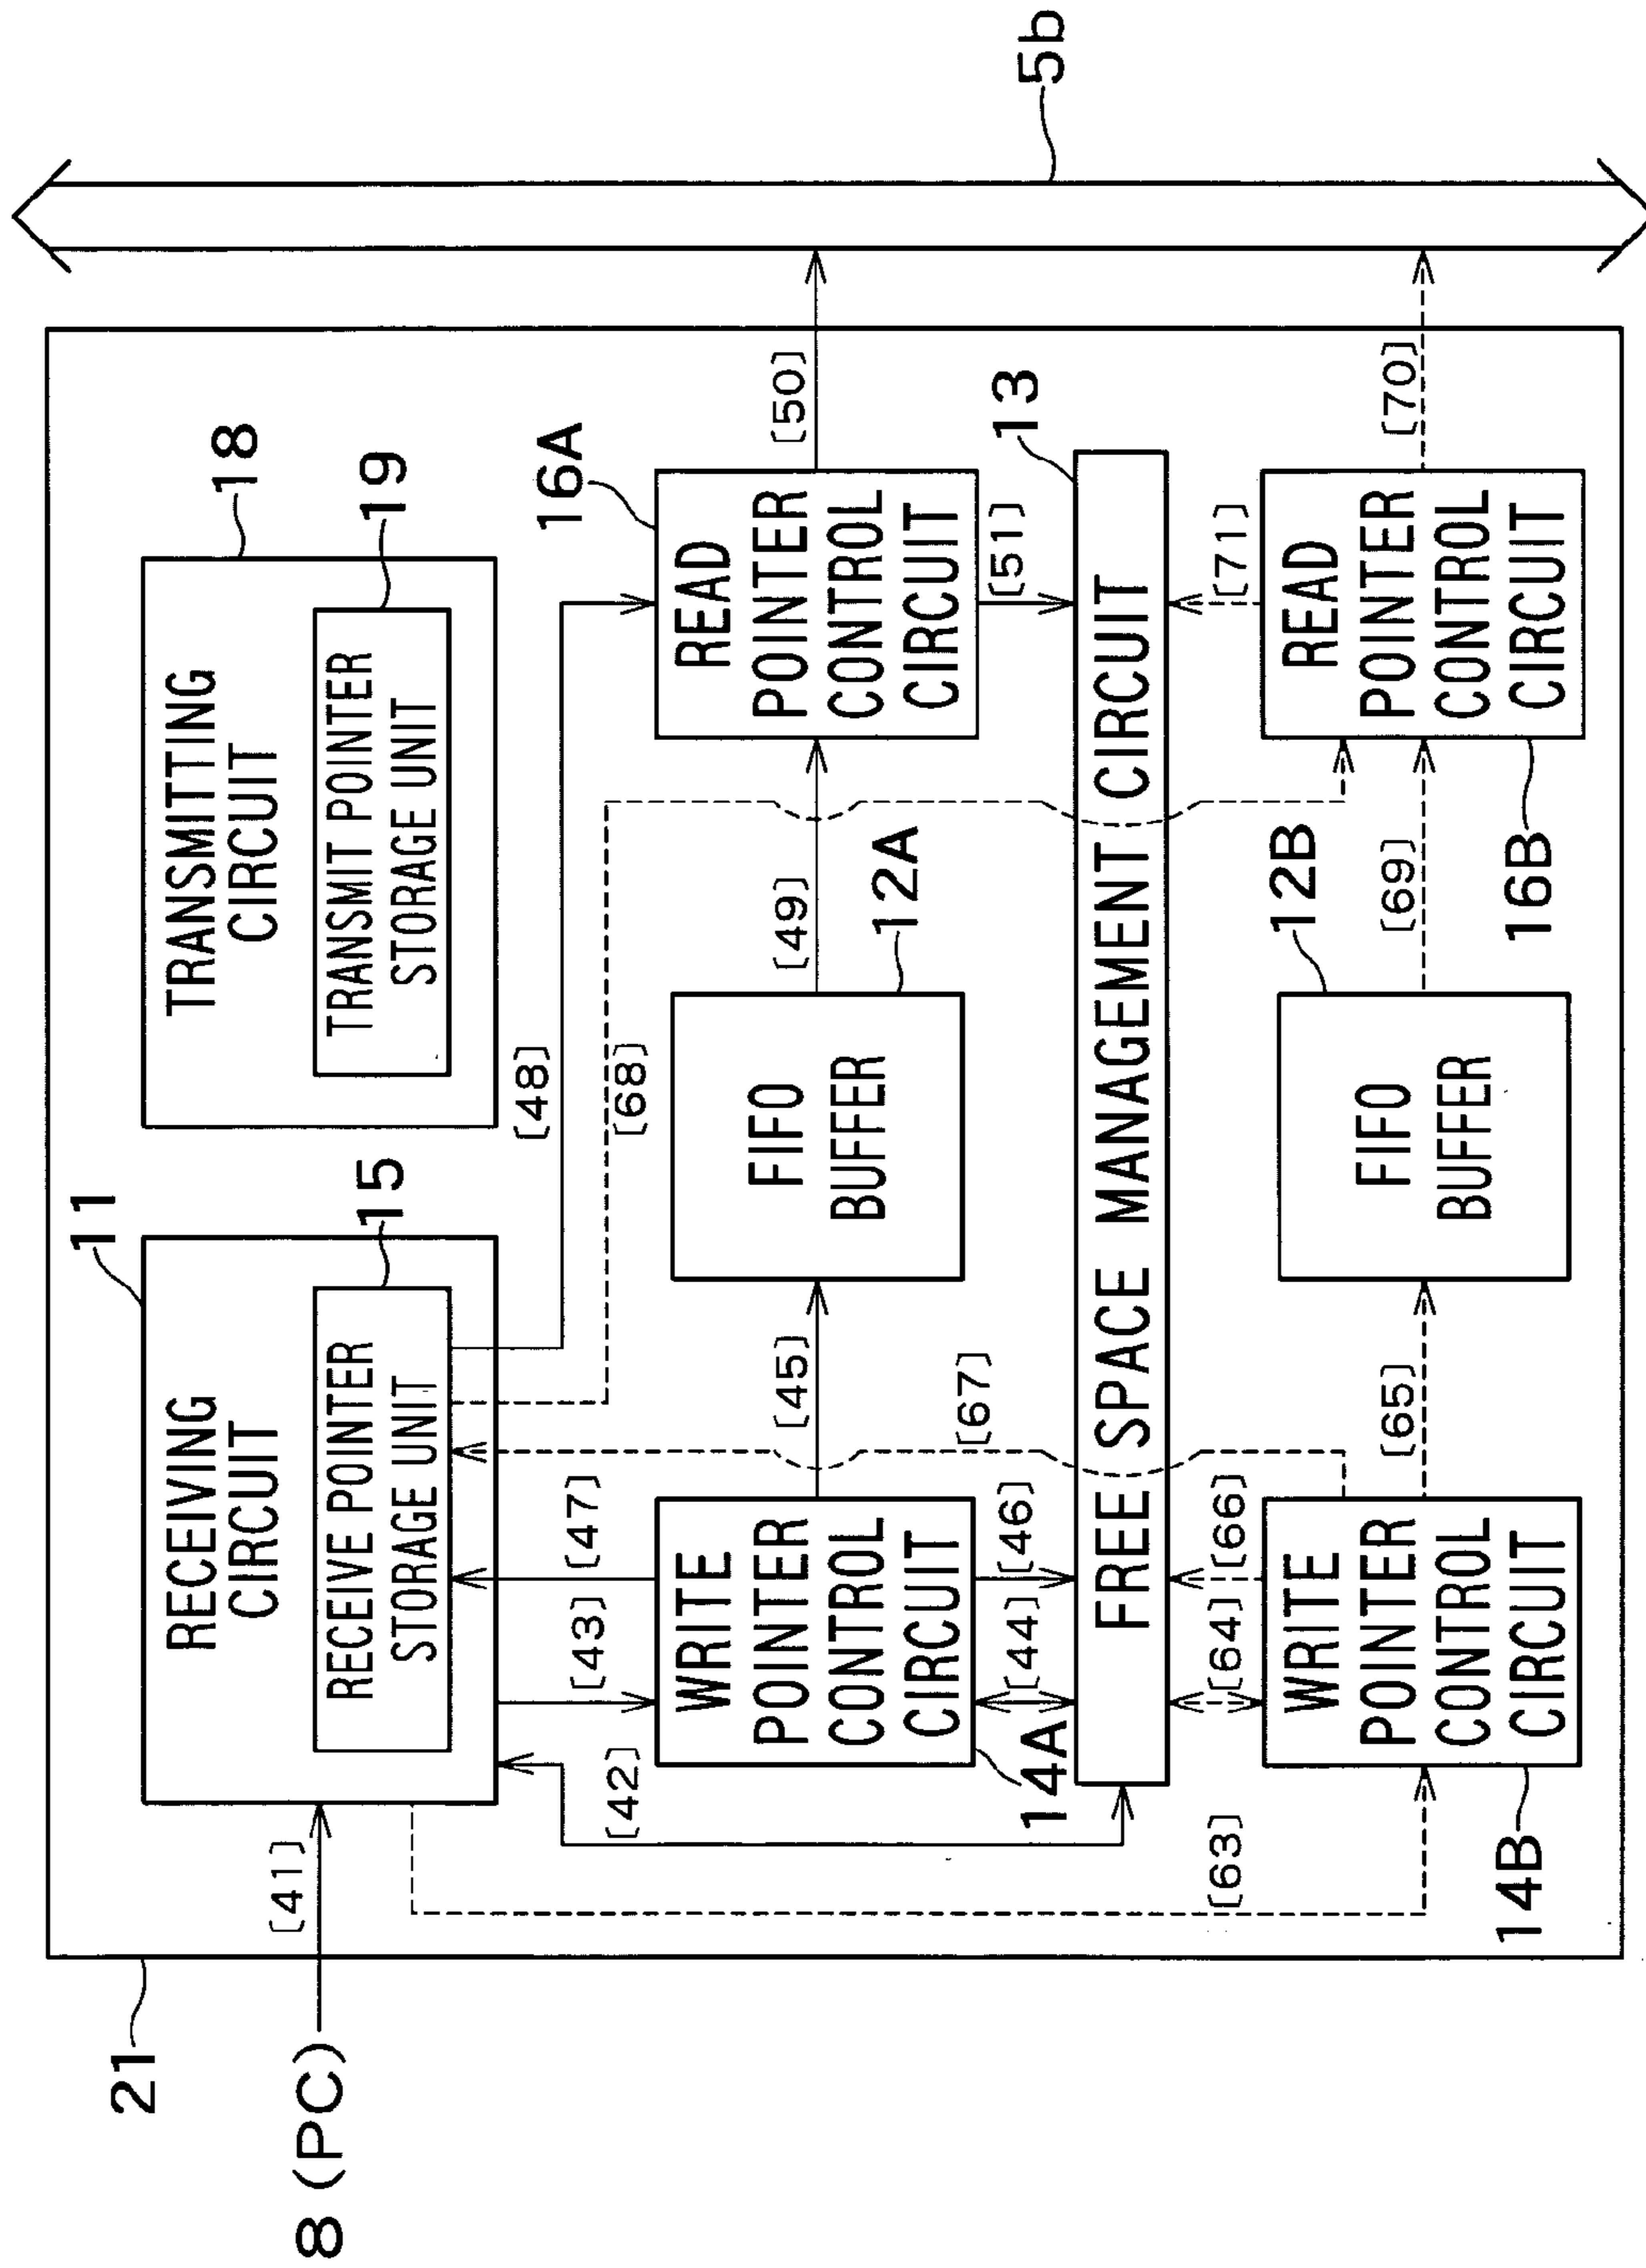 21
8 (PC)
[41]
11
RECEIVING
CIRCUIT
15
RECEIVE POINTER
STORAGE UNIT
18
TRANSMITTING
CIRCUIT
19
TRANSMIT POINTER
STORAGE UNIT
[42]
[43]
[47]
[48]
[68]
16A
WRITE
POINTER
CONTROL
CIRCUIT
14A
[45]
FIFO
BUFFER
12A
[49]
READ
POINTER
CONTROL
CIRCUIT
[50]
5b
[44]
[46]
[67]
[51]
13
FREE SPACE MANAGEMENT CIRCUIT
[63]
[64]
[66]
[71]
WRITE
POINTER
CONTROL
CIRCUIT
14B
[65]
FIFO
BUFFER
12B
[69]
READ
POINTER
CONTROL
CIRCUIT
16B
[70]